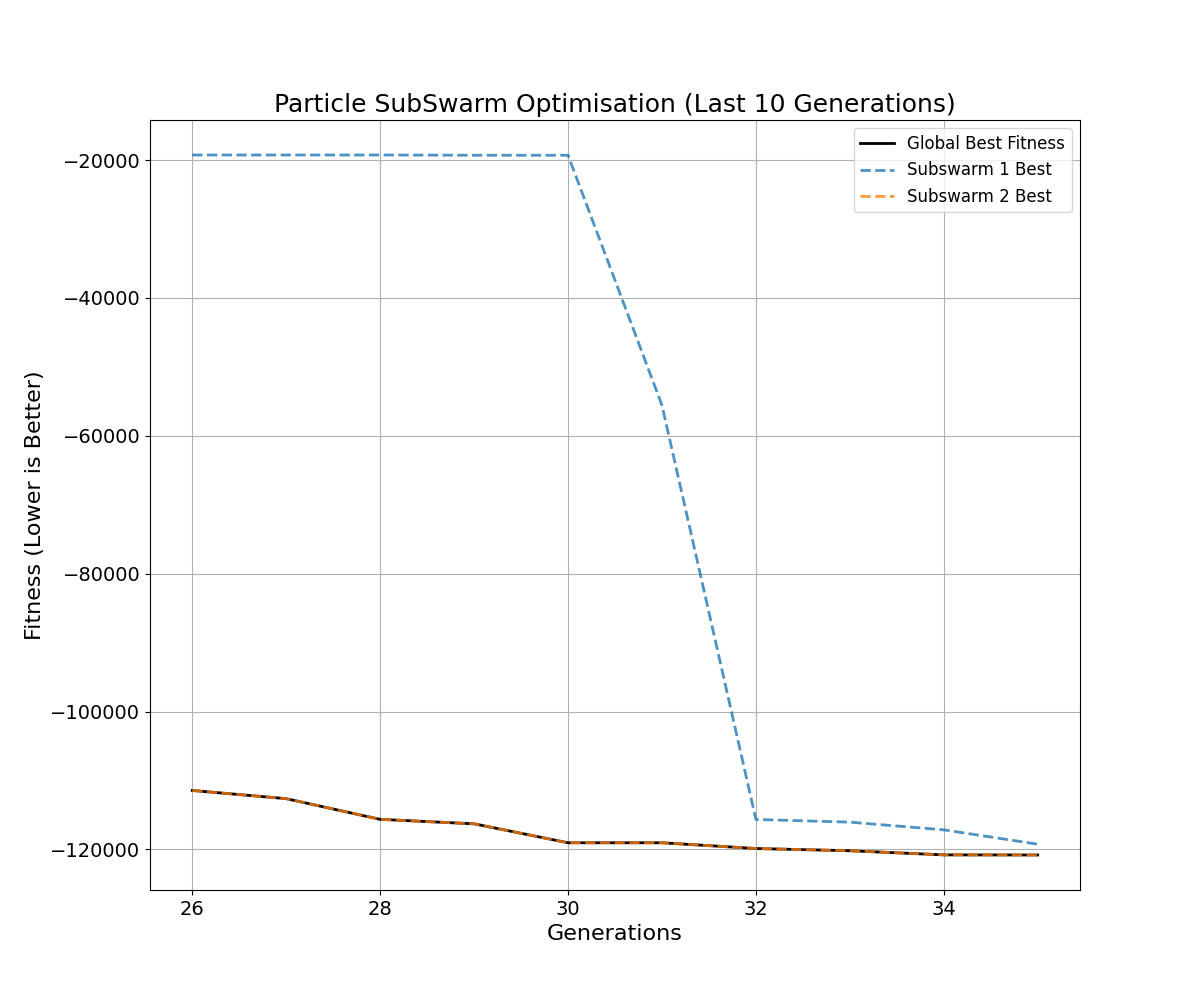 Particle SubSwarm Optimisation (Last 10 Generations)
Global Best Fitness
Subswarm 1 Best
Subswarm 2 Best
Fitness (Lower is Better)
−20000
−40000
−60000
−80000
−100000
−120000
26 28 30 32 34
Generations